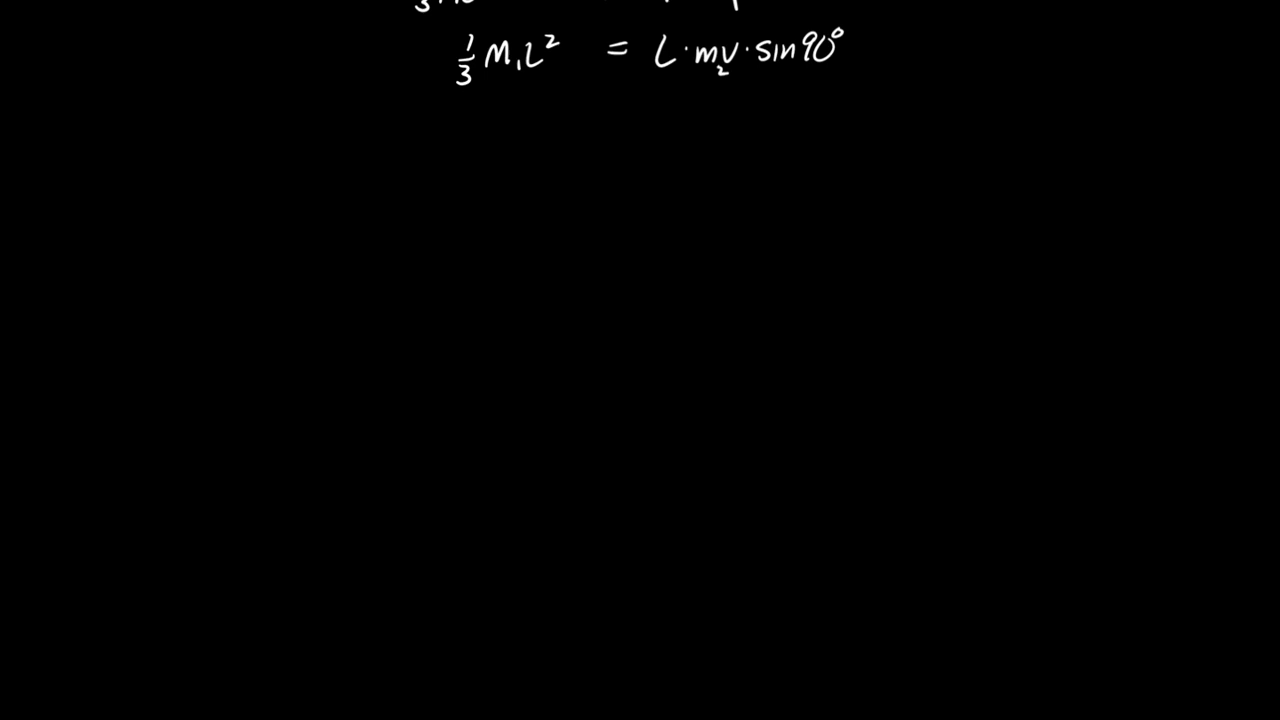 1/3 M₁L² = L · m₂v · sin90°